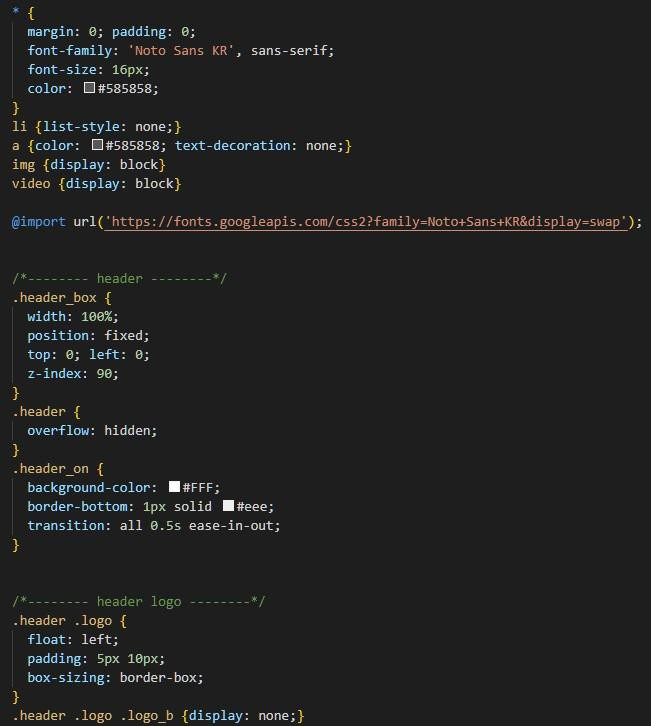 * {
margin: 0; padding: 0;
font-family: 'Noto Sans KR', sans-serif;
font-size: 16px;
color: #585858;
}
li {list-style: none;}
a {color: #585858; text-decoration: none;}
img {display: block}
video {display: block}
@import url('https://fonts.googleapis.com/css2?family=Noto+Sans+KR&display=swap');
/*-------- header --------*/
.header_box {
width: 100%;
position: fixed;
top: 0; left: 0;
z-index: 90;
}
.header {
overflow: hidden;
}
.header_on {
background-color: #FFF;
border-bottom: 1px solid #eee;
transition: all 0.5s ease-in-out;
}
/*-------- header logo --------*/
.header .logo {
float: left;
padding: 5px 10px;
box-sizing: border-box;
}
.header .logo .logo_b {display: none;}